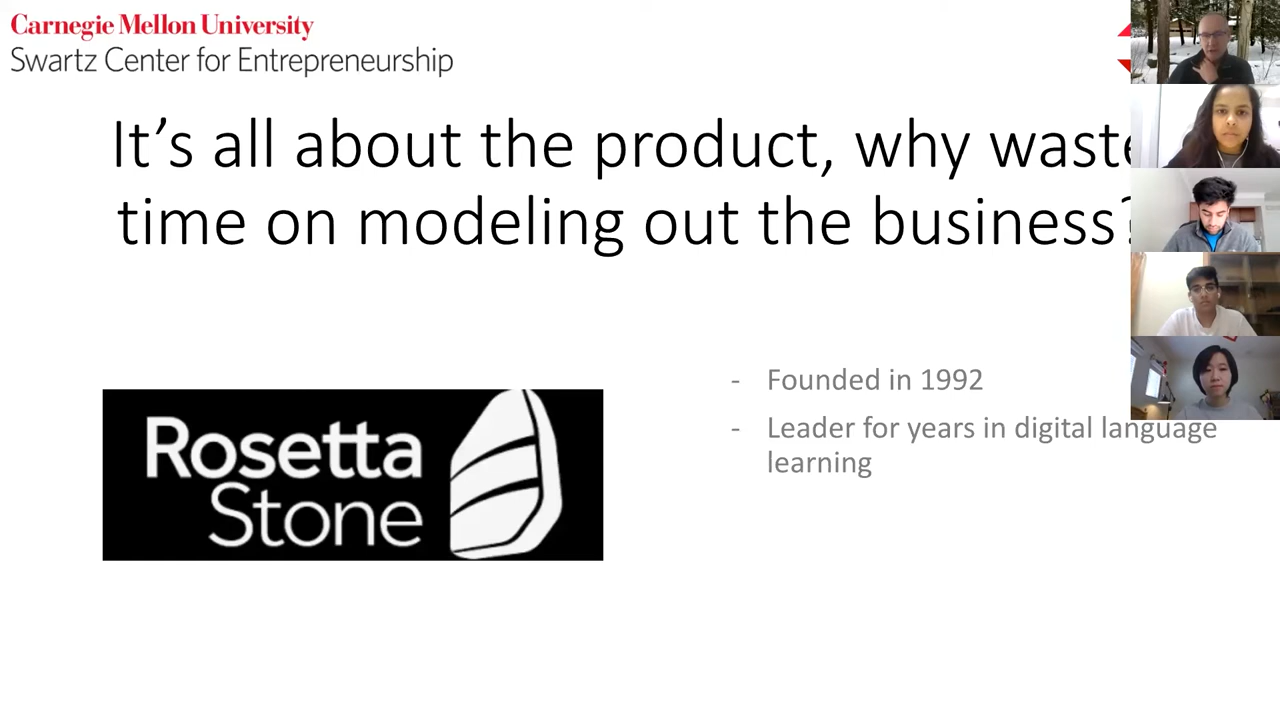 Carnegie Mellon University
Swartz Center for Entrepreneurship
It's all about the product, why waste
time on modeling out the business?
- Founded in 1992
- Leader for years in digital language
learning
Rosetta
Stone